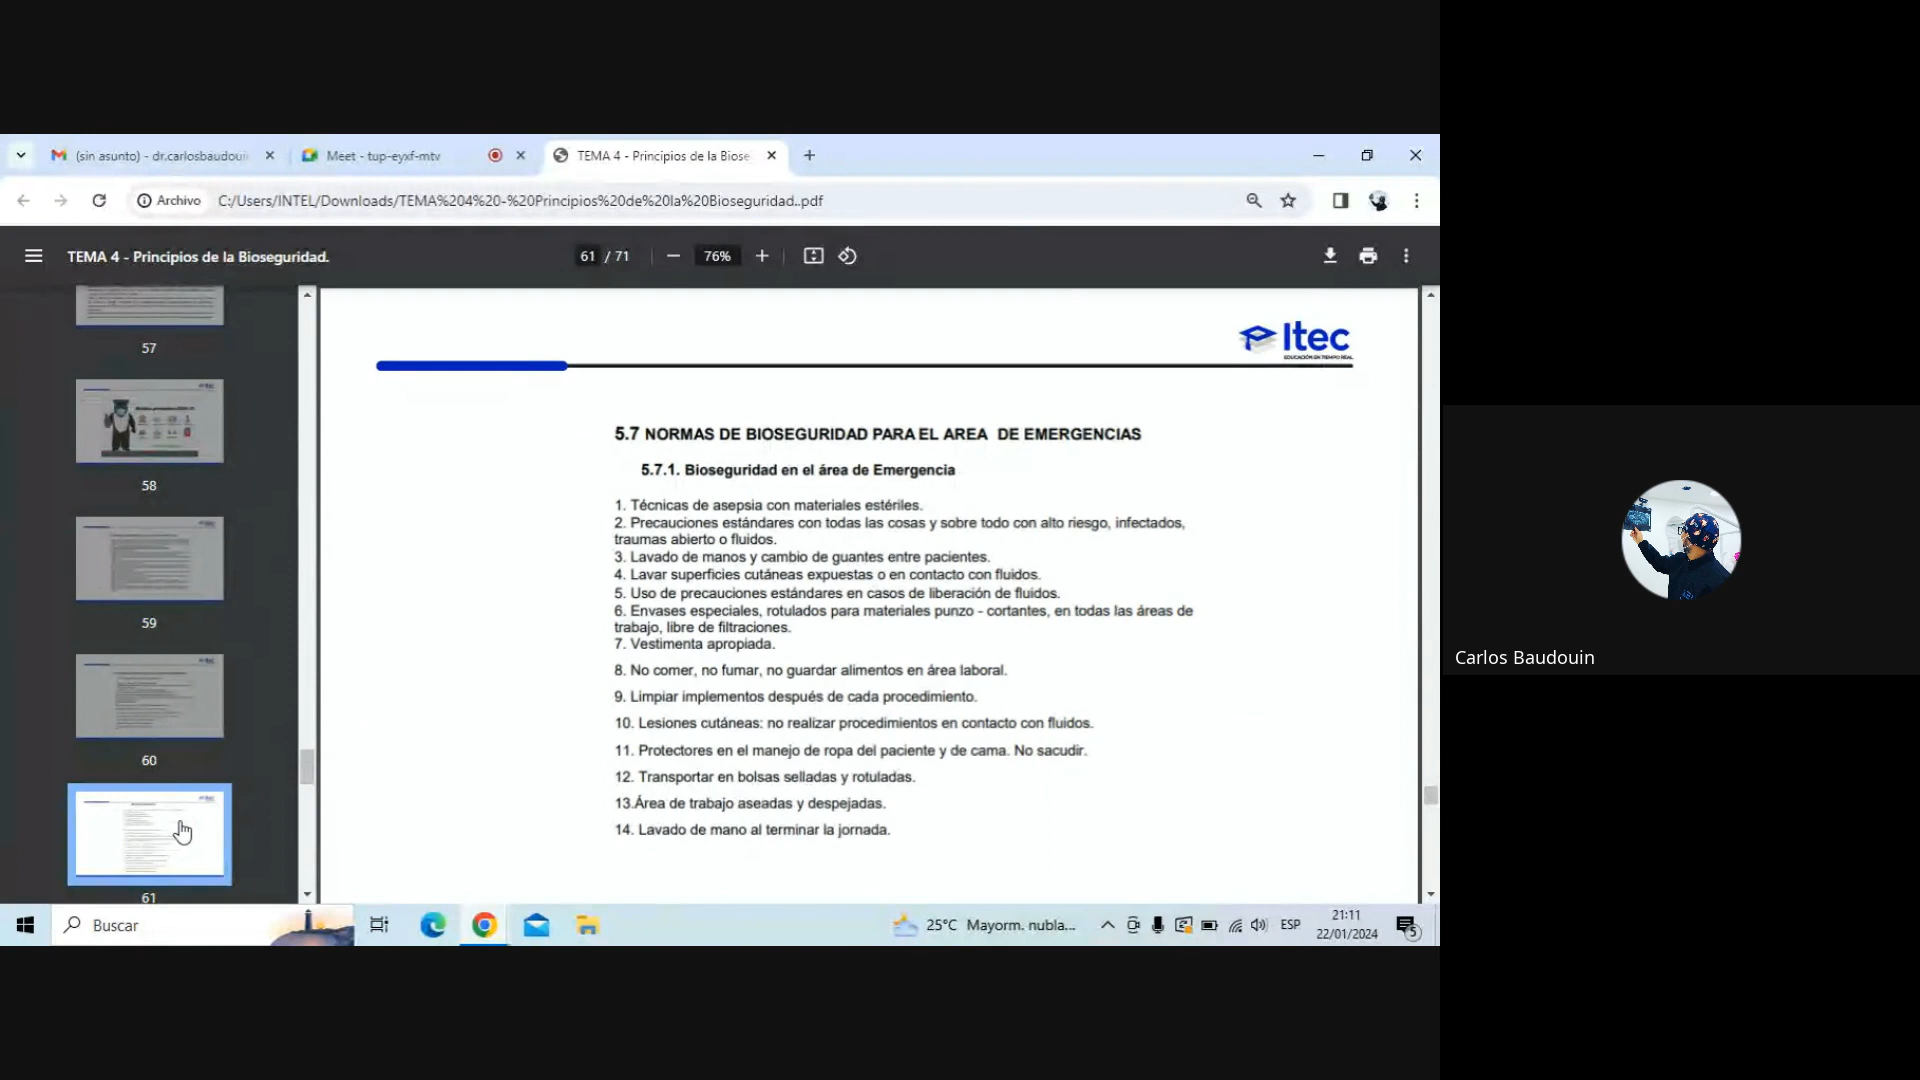 (sin asunto) - dr.carlosbaudoui
Meet - tup-eyxf-mtv
TEMA 4 - Principios de la Biose
Archivo
C:/Users/INTEL/Downloads/TEMA%204%20-%20Principios%20de%20la%20Bioseguridad..pdf
TEMA 4 - Principios de la Bioseguridad.
61 / 71
76%
57
58
59
60
61
Itec
EDUCACIÓN EN TIEMPO REAL
5.7 NORMAS DE BIOSEGURIDAD PARA EL AREA DE EMERGENCIAS
5.7.1. Bioseguridad en el área de Emergencia
1. Técnicas de asepsia con materiales estériles.
2. Precauciones estándares con todas las cosas y sobre todo con alto riesgo, infectados,
traumas abierto o fluidos.
3. Lavado de manos y cambio de guantes entre pacientes.
4. Lavar superficies cutáneas expuestas o en contacto con fluidos.
5. Uso de precauciones estándares en casos de liberación de fluidos.
6. Envases especiales, rotulados para materiales punzo - cortantes, en todas las áreas de
trabajo, libre de filtraciones.
7. Vestimenta apropiada.
8. No comer, no fumar, no guardar alimentos en área laboral.
9. Limpiar implementos después de cada procedimiento.
10. Lesiones cutáneas: no realizar procedimientos en contacto con fluidos.
11. Protectores en el manejo de ropa del paciente y de cama. No sacudir.
12. Transportar en bolsas selladas y rotuladas.
13.Área de trabajo aseadas y despejadas.
14. Lavado de mano al terminar la jornada.
Carlos Baudouin
Buscar
25°C Mayorm. nubla...
ESP
21:11
22/01/2024
5